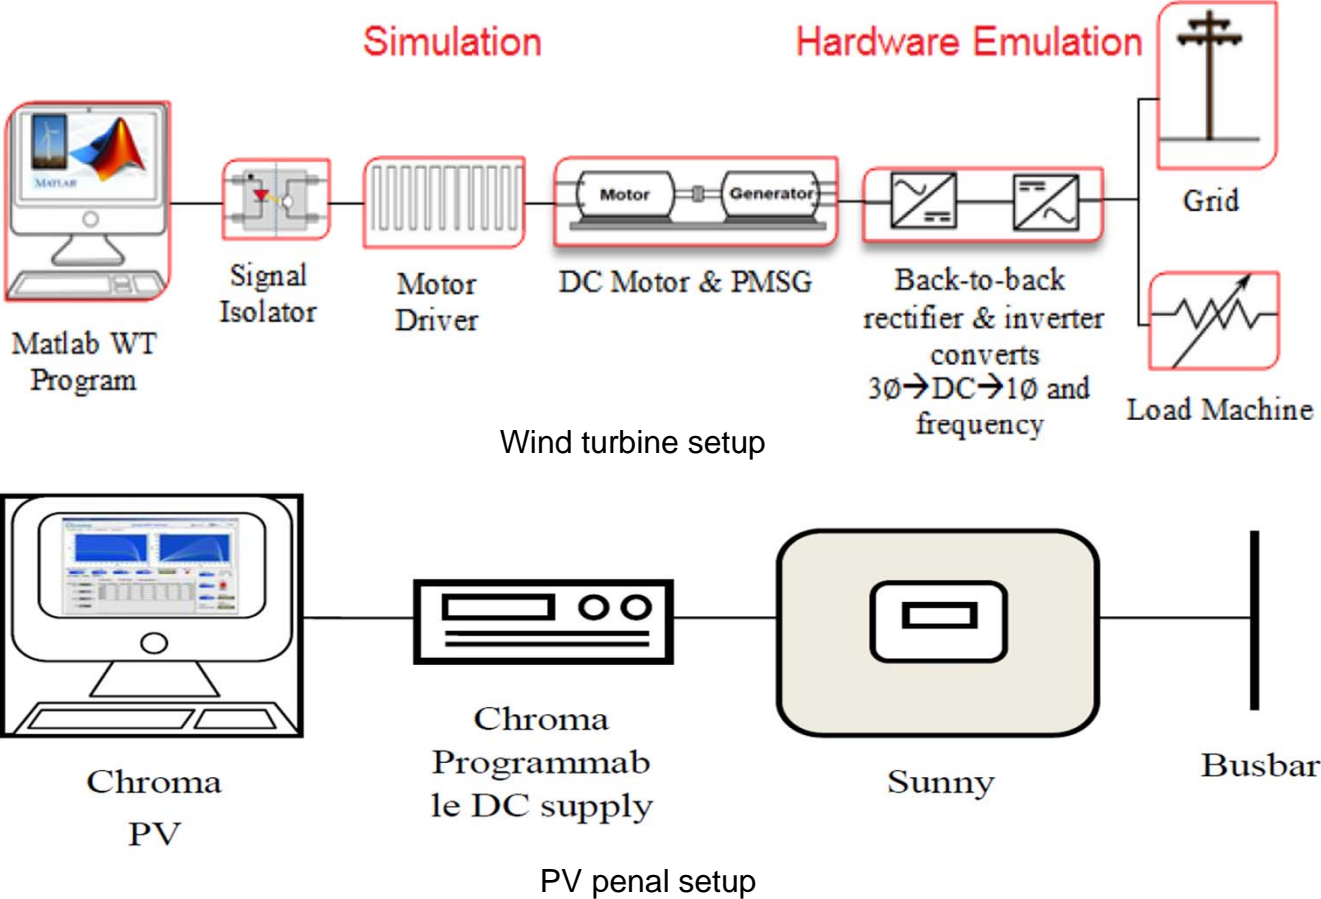 Simulation
Hardware Emulation
MATLAB
Motor
Generator
Grid
Signal
Isolator
Motor
Driver
DC Motor & PMSG
Back-to-back
rectifier & inverter
converts
3Ø→DC→1Ø and
frequency
Matlab WT
Program
Load Machine
Wind turbine setup
Chroma
PV
Chroma
Programmab
le DC supply
Sunny
Busbar
PV penal setup